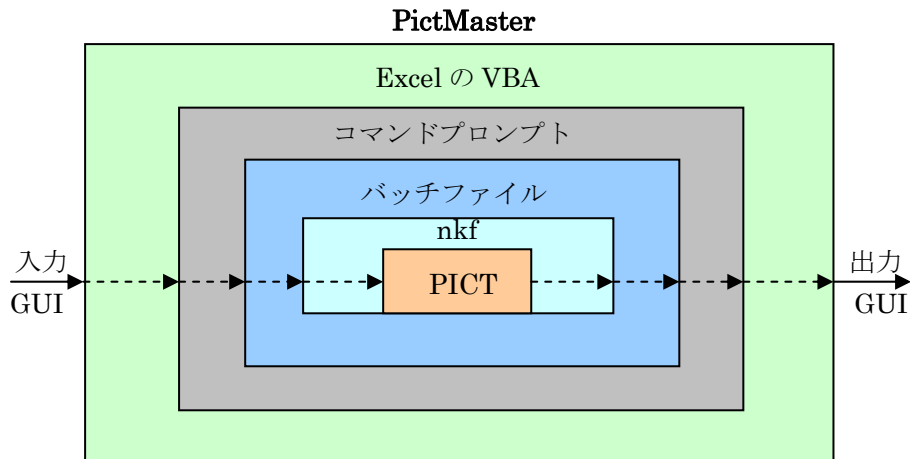 PictMaster
Excel の VBA
コマンドプロンプト
バッチファイル
nkf
入力
GUI
PICT
出力
GUI